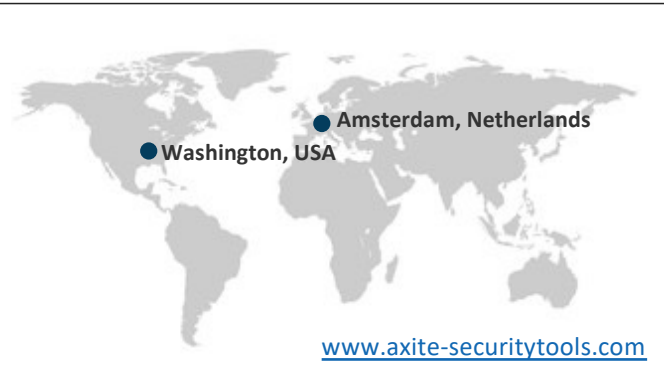 Amsterdam, Netherlands
Washington, USA
www.axite-securitytools.com